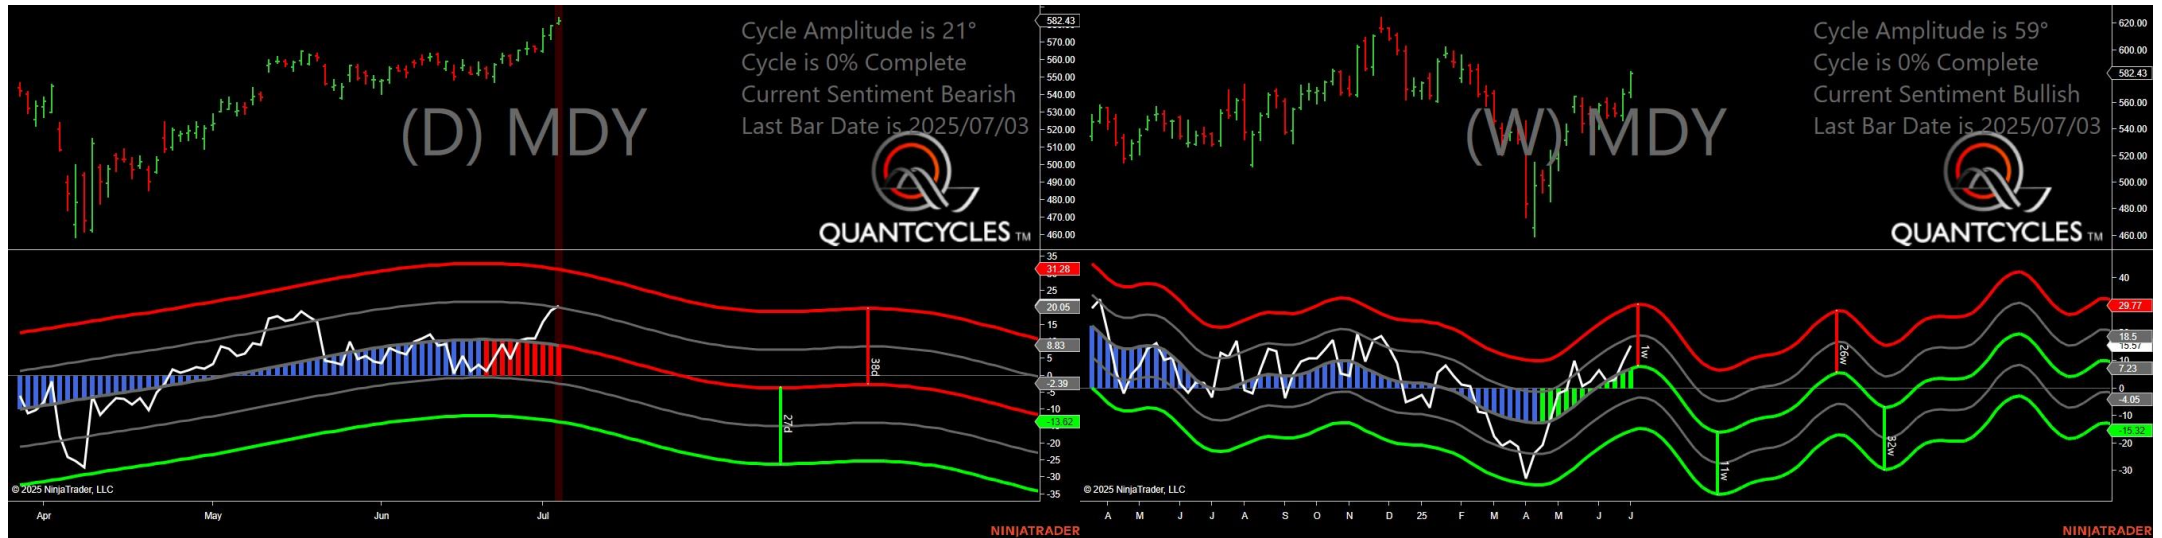 Cycle Amplitude is 21°
Cycle is 0% Complete
Current Sentiment Bearish
Last Bar Date is 2025/07/03
(D) MDY
QUANTCYCLES TM
582.43
570.00
560.00
550.00
540.00
530.00
520.00
510.00
500.00
490.00
480.00
470.00
460.00
35
31.28
25
20.05
15
8.83
5
0
-2.39
-5
-10
-13.62
-20
-25
-30
-35
38d
27d
© 2025 NinjaTrader, LLC
Apr May Jun Jul
NINJATRADER
Cycle Amplitude is 59°
Cycle is 0% Complete
Current Sentiment Bullish
Last Bar Date is 2025/07/03
(W) MDY
QUANTCYCLES TM
620.00
600.00
582.43
560.00
540.00
520.00
500.00
480.00
460.00
40
29.77
18.5
15.57
10
7.23
0
-4.05
-10
-15.32
-20
-30
1w
26w
11w
32w
© 2025 NinjaTrader, LLC
A M J J A S O N D 25 F M A M J J
NINJATRADER